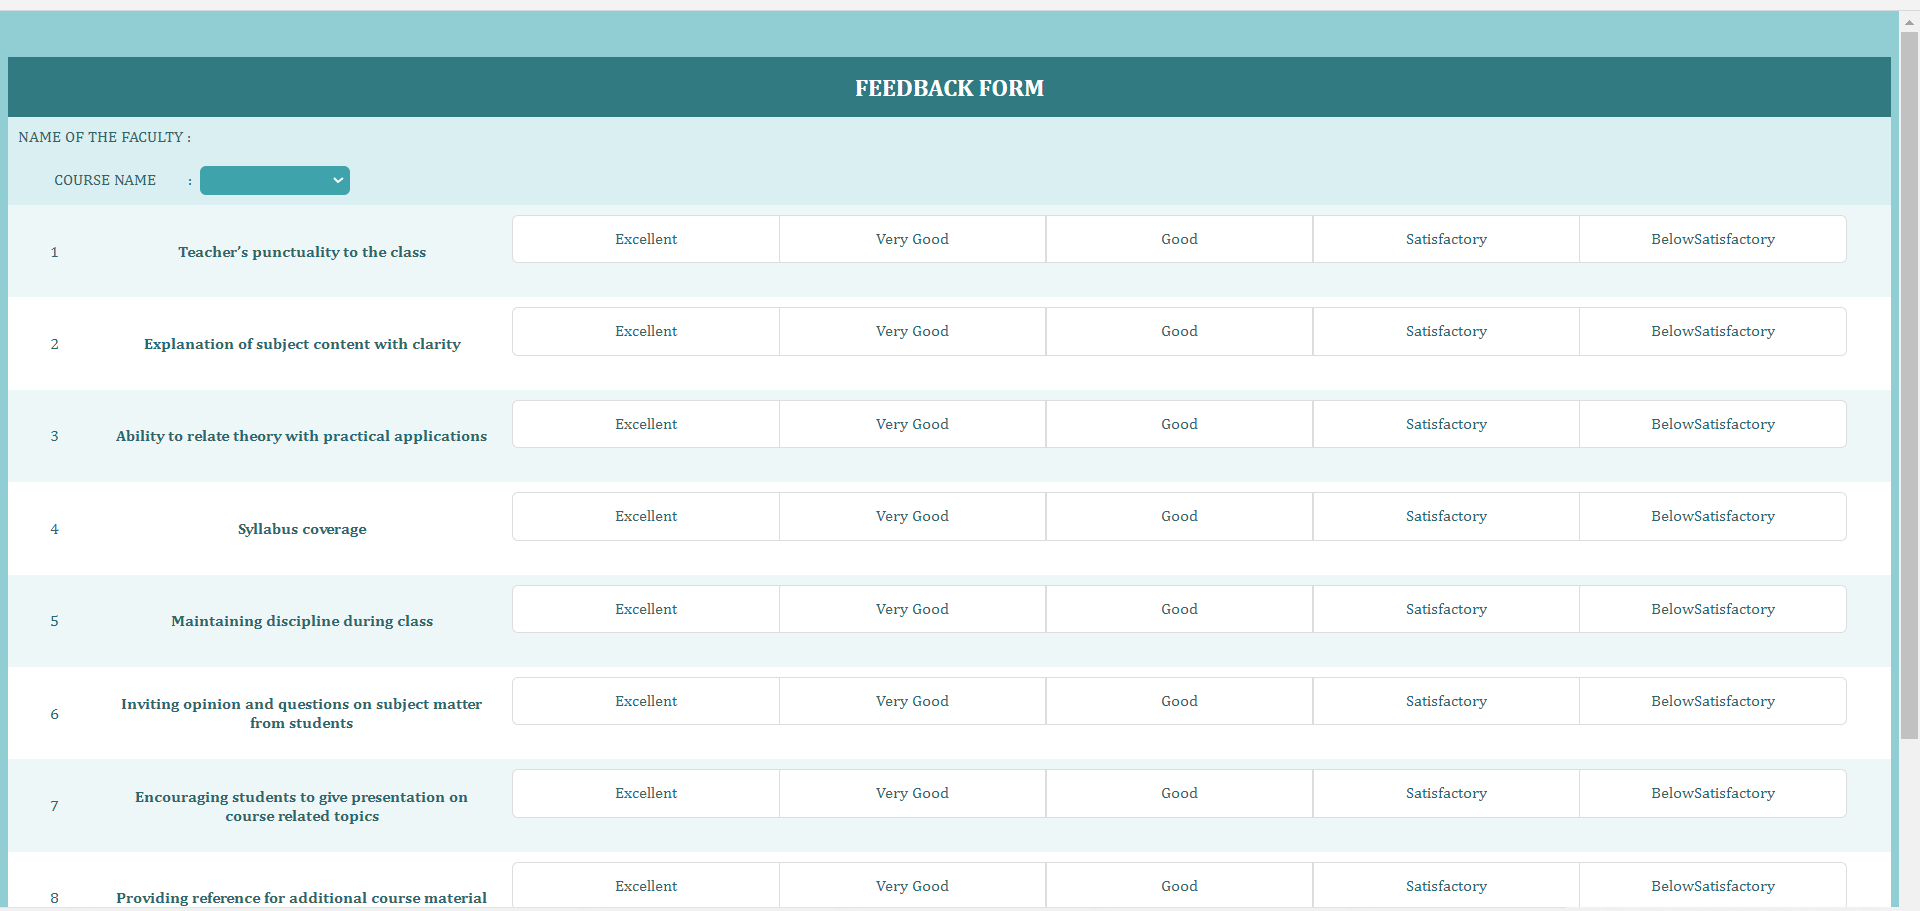 FEEDBACK FORM
NAME OF THE FACULTY :
COURSE NAME :
1 Teacher’s punctuality to the class Excellent Very Good Good Satisfactory BelowSatisfactory
2 Explanation of subject content with clarity Excellent Very Good Good Satisfactory BelowSatisfactory
3 Ability to relate theory with practical applications Excellent Very Good Good Satisfactory BelowSatisfactory
4 Syllabus coverage Excellent Very Good Good Satisfactory BelowSatisfactory
5 Maintaining discipline during class Excellent Very Good Good Satisfactory BelowSatisfactory
6 Inviting opinion and questions on subject matter Excellent Very Good Good Satisfactory BelowSatisfactory
from students
7 Encouraging students to give presentation on Excellent Very Good Good Satisfactory BelowSatisfactory
course related topics
8 Providing reference for additional course material Excellent Very Good Good Satisfactory BelowSatisfactory